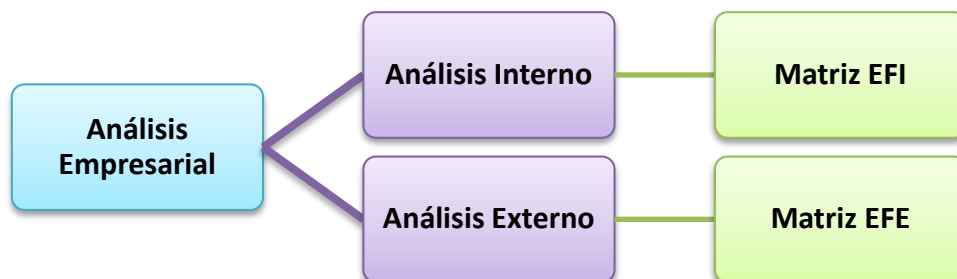 Análisis
Empresarial
Análisis Interno
Matriz EFI
Análisis Externo
Matriz EFE